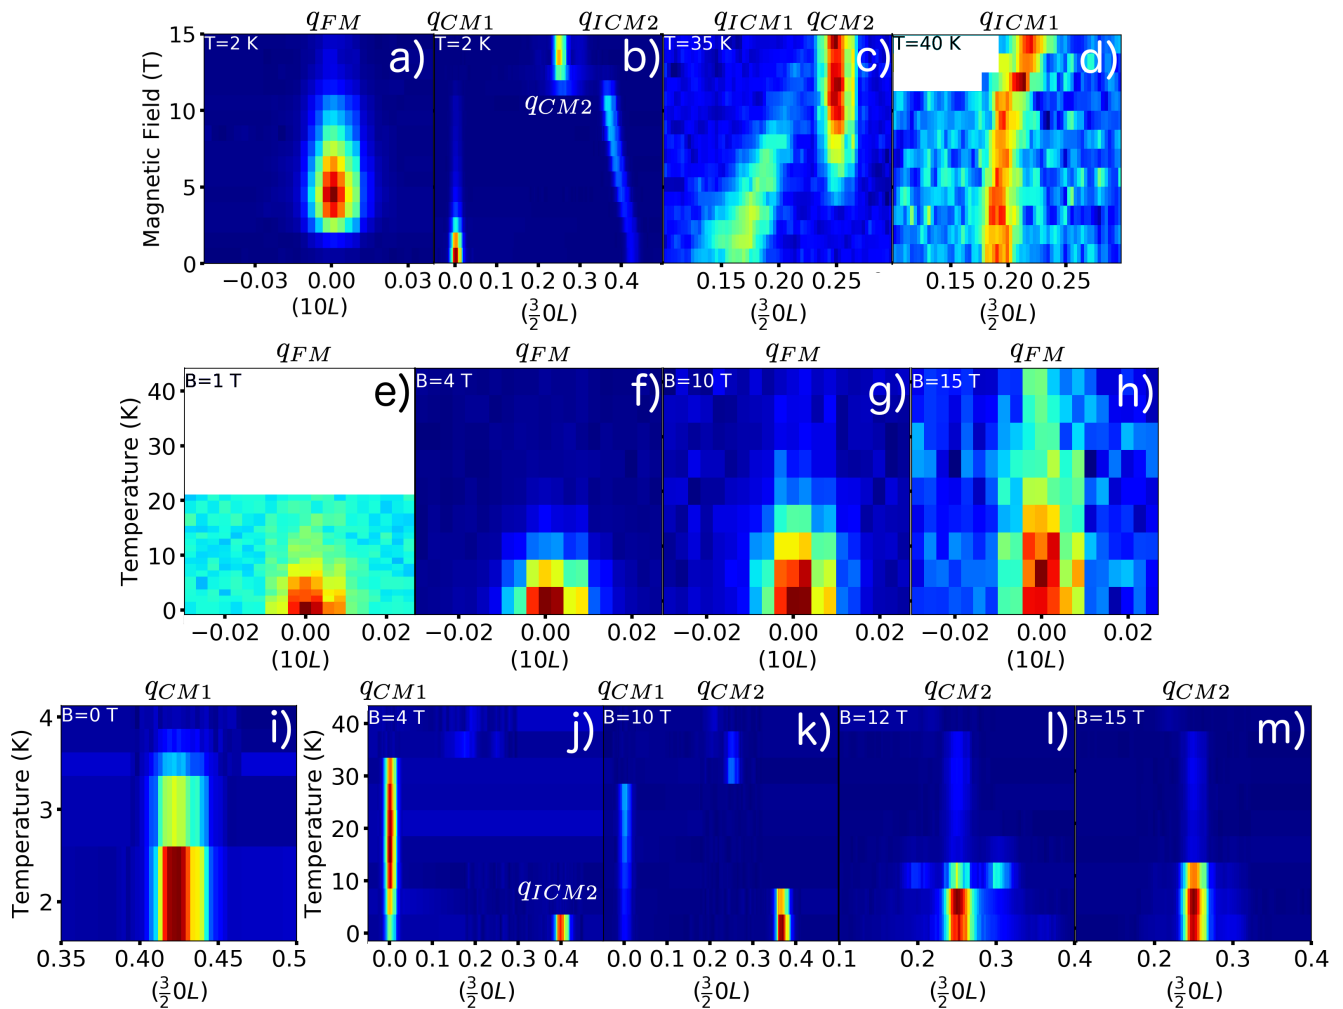 q_FM q_CM1 q_ICM2 q_ICM1 q_CM2 q_ICM1
T=2 K a) T=2 K b) T=35 K c) T=40 K d)
q_CM2
Magnetic Field (T)
15
10
5
0
−0.03 0.00 0.03 0.0 0.1 0.2 0.3 0.4 0.15 0.20 0.25 0.15 0.20 0.25
(10L) (3/2 0L) (3/2 0L) (3/2 0L)
q_FM q_FM q_FM q_FM
B=1 T e) B=4 T f) B=10 T g) B=15 T h)
Temperature (K)
40
30
20
10
0
−0.02 0.00 0.02 −0.02 0.00 0.02 −0.02 0.00 0.02 −0.02 0.00 0.02
(10L) (10L) (10L) (10L)
q_CM1 q_CM1 q_CM1 q_CM2 q_CM2 q_CM2
B=0 T i) B=4 T j) B=10 T k) B=12 T l) B=15 T m)
q_ICM2
Temperature (K)
4
3
2
Temperature (K)
40
30
20
10
0
0.35 0.40 0.45 0.5 0.0 0.1 0.2 0.3 0.4 0.0 0.1 0.2 0.3 0.4 0.1 0.2 0.3 0.4 0.2 0.3 0.4
(3/2 0L) (3/2 0L) (3/2 0L) (3/2 0L) (3/2 0L)